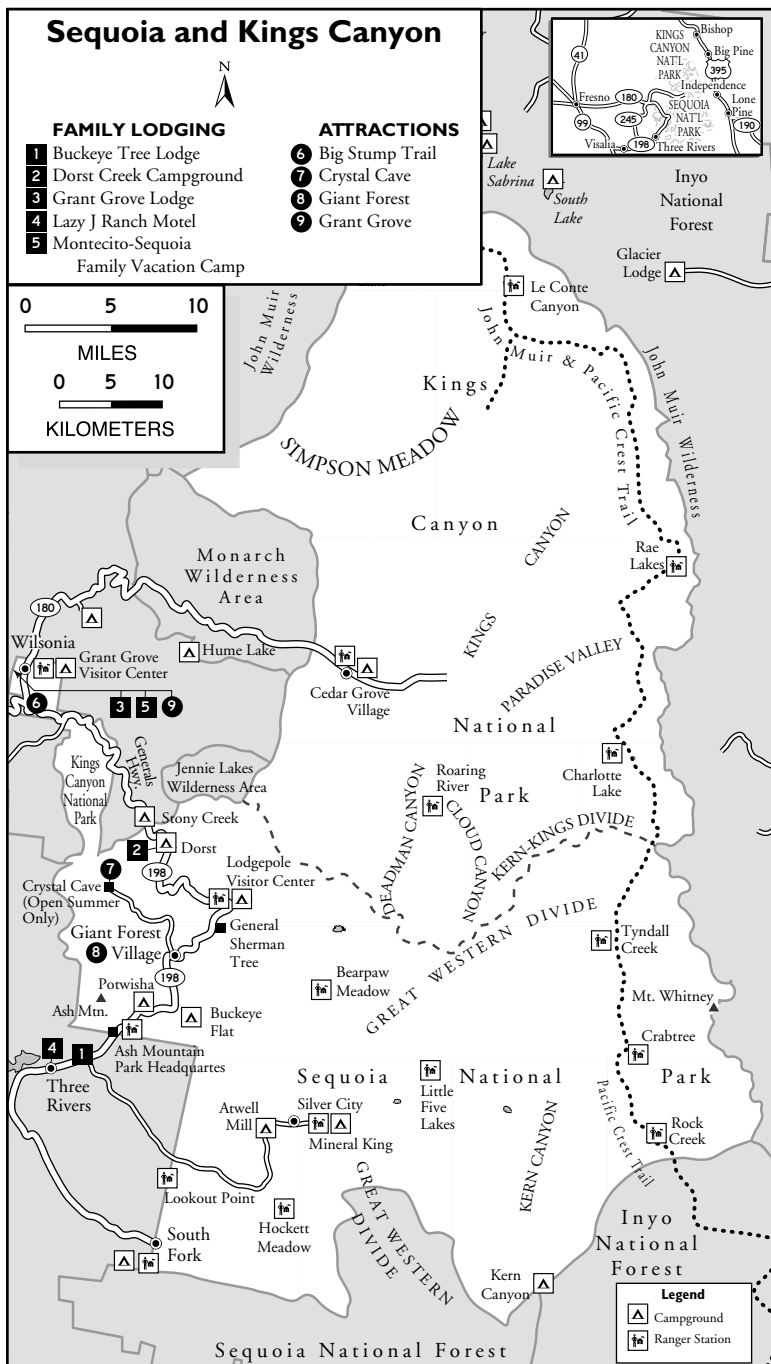 Sequoia and Kings Canyon
N
FAMILY LODGING
1 Buckeye Tree Lodge
2 Dorst Creek Campground
3 Grant Grove Lodge
4 Lazy J Ranch Motel
5 Montecito-Sequoia
Family Vacation Camp
ATTRACTIONS
6 Big Stump Trail
7 Crystal Cave
8 Giant Forest
9 Grant Grove
0 5 10
MILES
0 5 10
KILOMETERS
KINGS
CANYON
NAT'L
PARK
Bishop
Big Pine
41
395
Independence
Fresno
180
SEQUOIA
NAT'L
PARK
Lone
Pine
99
245
198
190
Visalia
Three Rivers
Lake
Sabrina
South
Lake
Inyo
National
Forest
Glacier
Lodge
Le Conte
Canyon
John Muir
Wilderness
John Muir & Pacific Crest Trail
John Muir Wilderness
Kings
SIMPSON MEADOW
Canyon
KINGS
CANYON
Rae
Lakes
Monarch
Wilderness
Area
180
Wilsonia
Grant Grove
Visitor Center
Hume Lake
Cedar Grove
Village
PARADISE VALLEY
6
3
5
9
National
Generals
Hwy.
Kings
Canyon
National
Park
Jennie Lakes
Wilderness Area
Roaring
River
Park
Charlotte
Lake
Stony Creek
DEADMAN CANYON
CLOUD CANYON
KERN-KINGS DIVIDE
2
Dorst
198
7
Crystal Cave
(Open Summer
Only)
Lodgepole
Visitor Center
Giant Forest
8
Village
General
Sherman
Tree
GREAT WESTERN DIVIDE
Tyndall
Creek
198
Potwisha
Ash Mtn.
Bearpaw
Meadow
Mt. Whitney
Buckeye
Flat
Ash Mountain
Park Headquartes
4
1
Three
Rivers
Crabtree
Sequoia
National
Park
Little
Five
Lakes
Atwell
Mill
Silver City
Mineral King
Pacific Crest Trail
Rock
Creek
KERN CANYON
Lookout Point
GREAT WESTERN
DIVIDE
Hockett
Meadow
South
Fork
Inyo
National
Forest
Kern
Canyon
Sequoia National Forest
Legend
Campground
Ranger Station